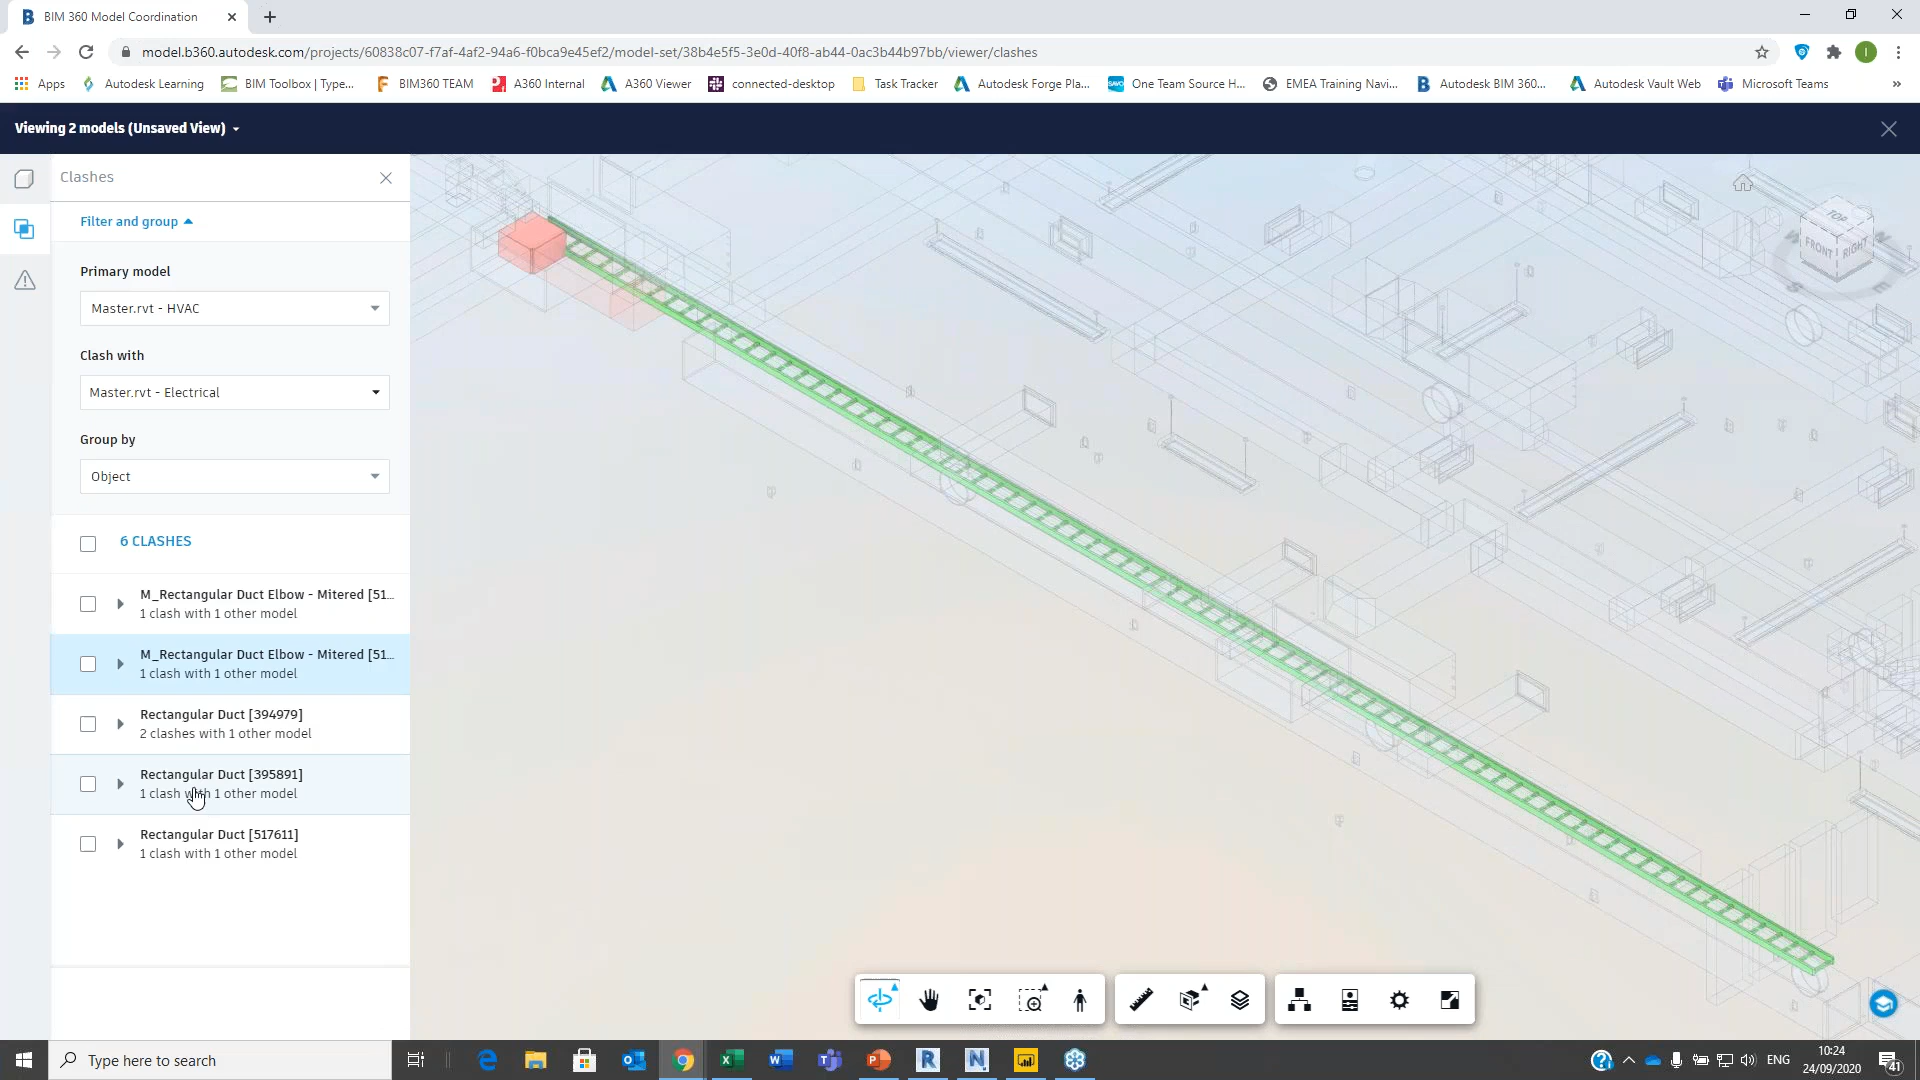 BIM 360 Model Coordination
model.b360.autodesk.com/projects/60838c07-f7af-4af2-94a6-f0bca9e45ef2/model-set/38b4e5f5-3e0d-40f8-ab44-0ac3b44b97bb/viewer/clashes
Apps Autodesk Learning BIM Toolbox | Type... BIM360 TEAM A360 Internal A360 Viewer connected-desktop Task Tracker Autodesk Forge Pla... One Team Source H... EMEA Training Navi... Autodesk BIM 360... Autodesk Vault Web Microsoft Teams
Viewing 2 models (Unsaved View)
Clashes
Filter and group
Primary model
Master.rvt - HVAC
Clash with
Master.rvt - Electrical
Group by
Object
6 CLASHES
M_Rectangular Duct Elbow - Mitered [51...
1 clash with 1 other model
M_Rectangular Duct Elbow - Mitered [51...
1 clash with 1 other model
Rectangular Duct [394979]
2 clashes with 1 other model
Rectangular Duct [395891]
1 clash with 1 other model
Rectangular Duct [517611]
1 clash with 1 other model
TOP
FRONT RIGHT
S E
Type here to search
ENG
10:24
24/09/2020
41